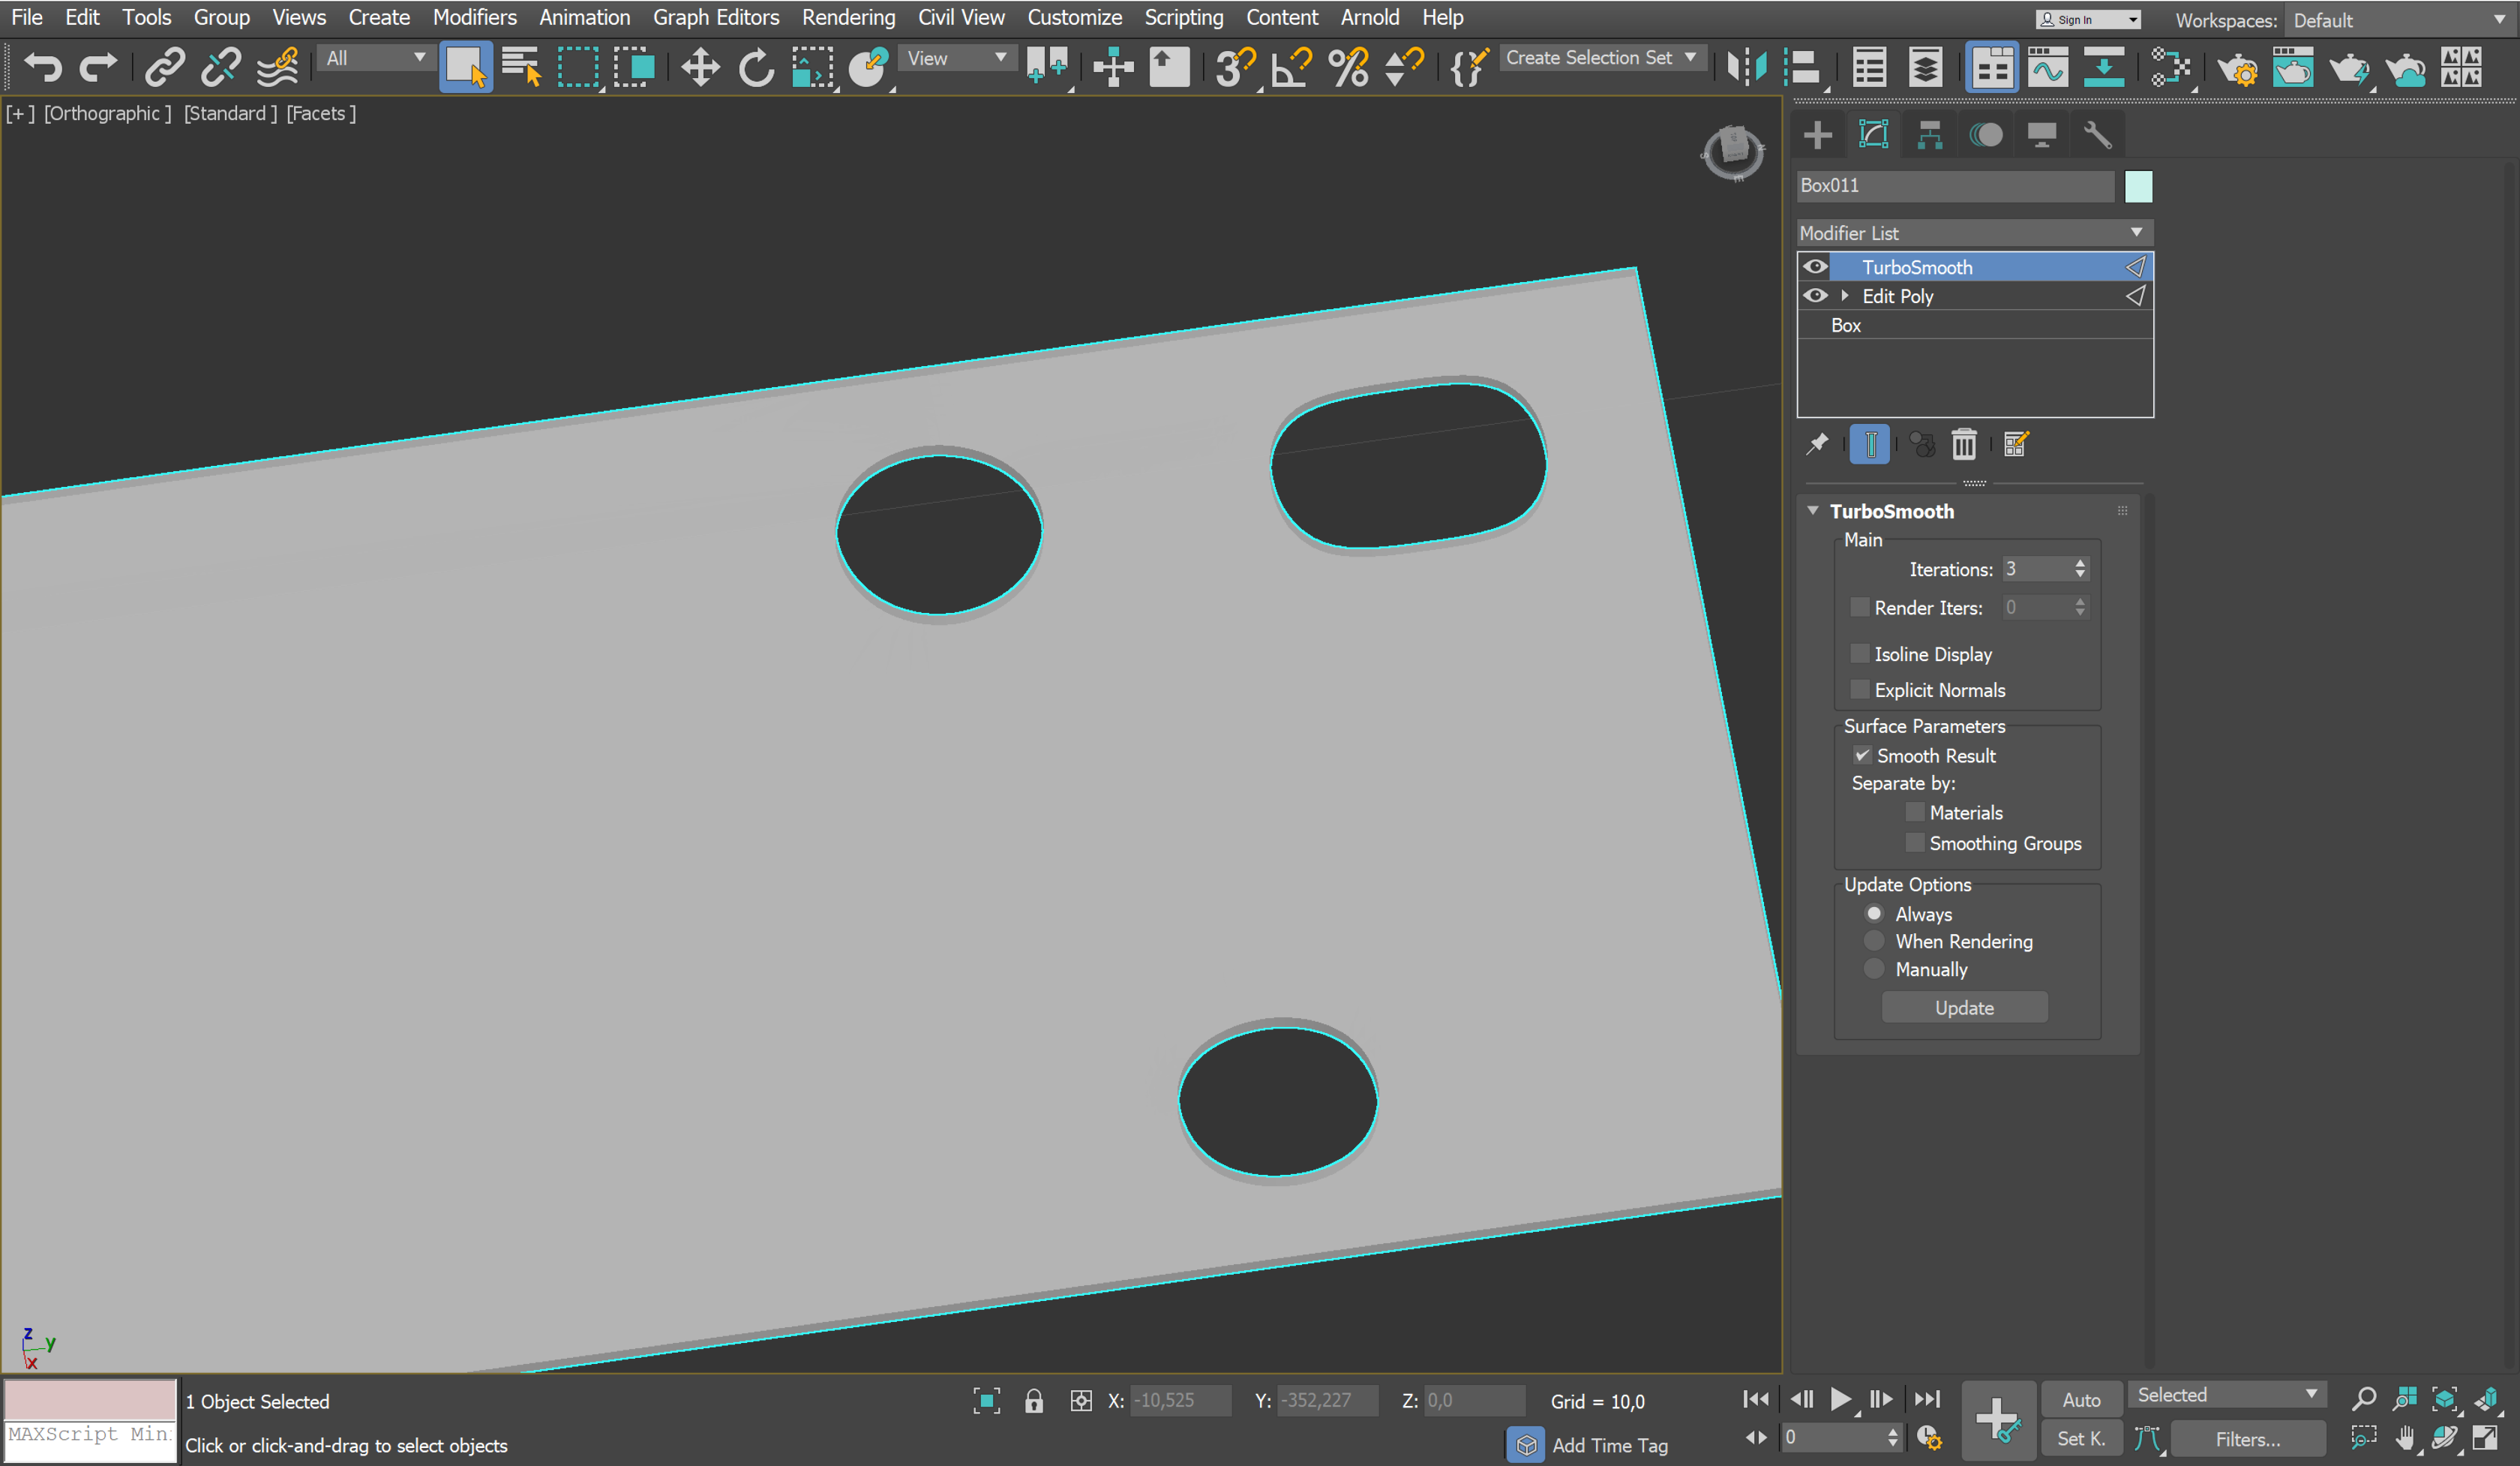 File Edit Tools Group Views Create Modifiers Animation Graph Editors Rendering Civil View Customize Scripting Content Arnold Help
Sign In
Workspaces: Default
All
View
3
Create Selection Set
[+] [Orthographic] [Standard] [Facets]
Box011
Modifier List
TurboSmooth
Edit Poly
Box
TurboSmooth
Main
Iterations: 3
Render Iters: 0
Isoline Display
Explicit Normals
Surface Parameters
Smooth Result
Separate by:
Materials
Smoothing Groups
Update Options
Always
When Rendering
Manually
Update
z
y
x
1 Object Selected
X: -10,525 Y: -352,227 Z: 0,0 Grid = 10,0
Auto Selected
MAXScript Min
Click or click-and-drag to select objects
Add Time Tag
0
Set K. Filters...